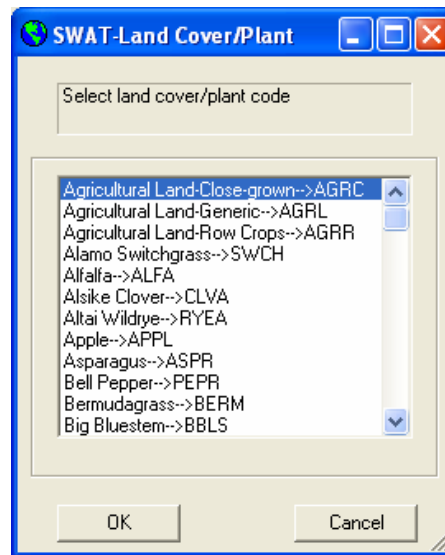 SWAT-Land Cover/Plant
Select land cover/plant code
Agricultural Land-Close-grown-->AGRC
Agricultural Land-Generic-->AGRL
Agricultural Land-Row Crops-->AGRR
Alamo Switchgrass-->SWCH
Alfalfa-->ALFA
Alsike Clover-->CLVA
Altai Wildrye-->RYEA
Apple-->APPL
Asparagus-->ASPR
Bell Pepper-->PEPR
Bermudagrass-->BERM
Big Bluestem-->BBLS
OK Cancel